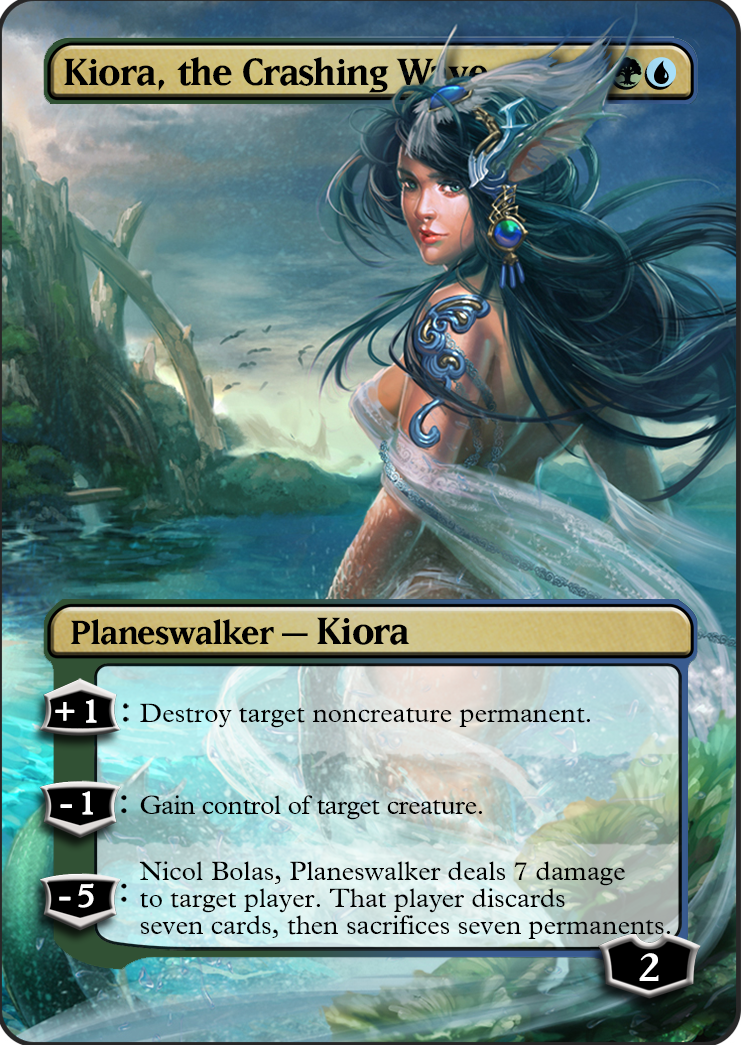 Kiora, the Crashing Wave
Planeswalker — Kiora
+1 : Destroy target noncreature permanent.
-1 : Gain control of target creature.
Nicol Bolas, Planeswalker deals 7 damage
-5 : to target player. That player discards
seven cards, then sacrifices seven permanents.
2